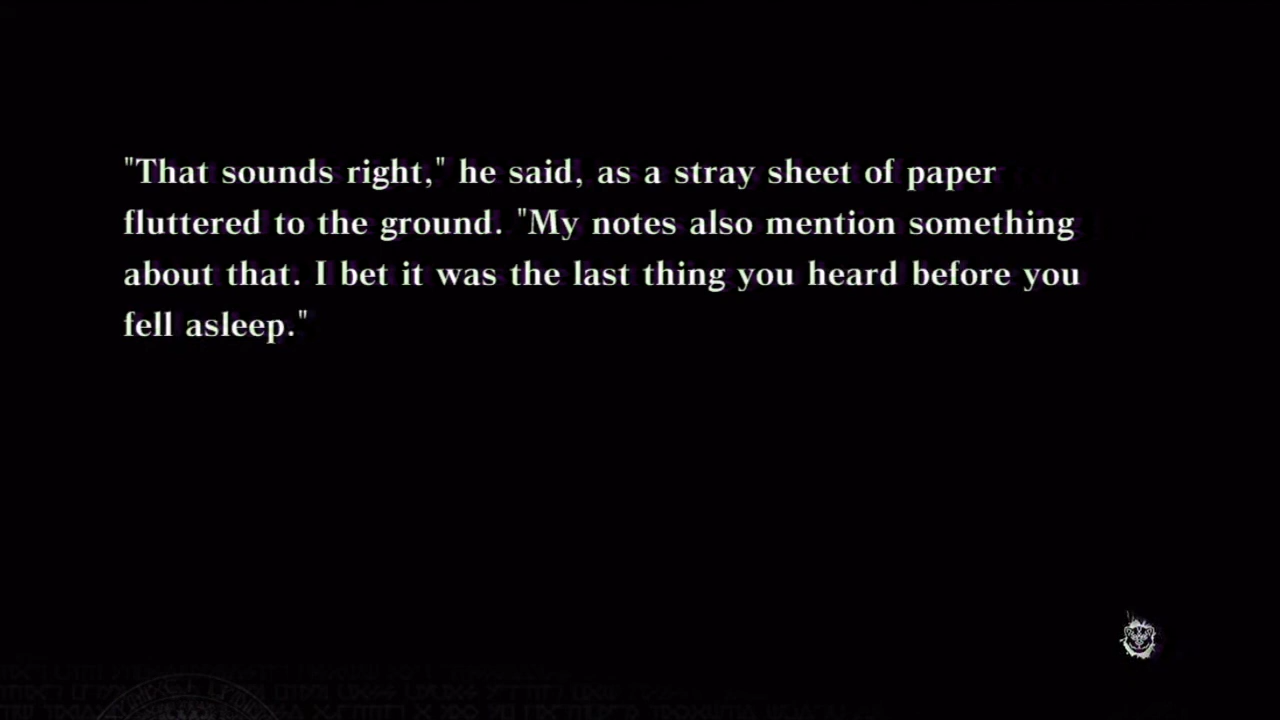 "That sounds right," he said, as a stray sheet of paper
fluttered to the ground. "My notes also mention something
about that. I bet it was the last thing you heard before you
fell asleep."